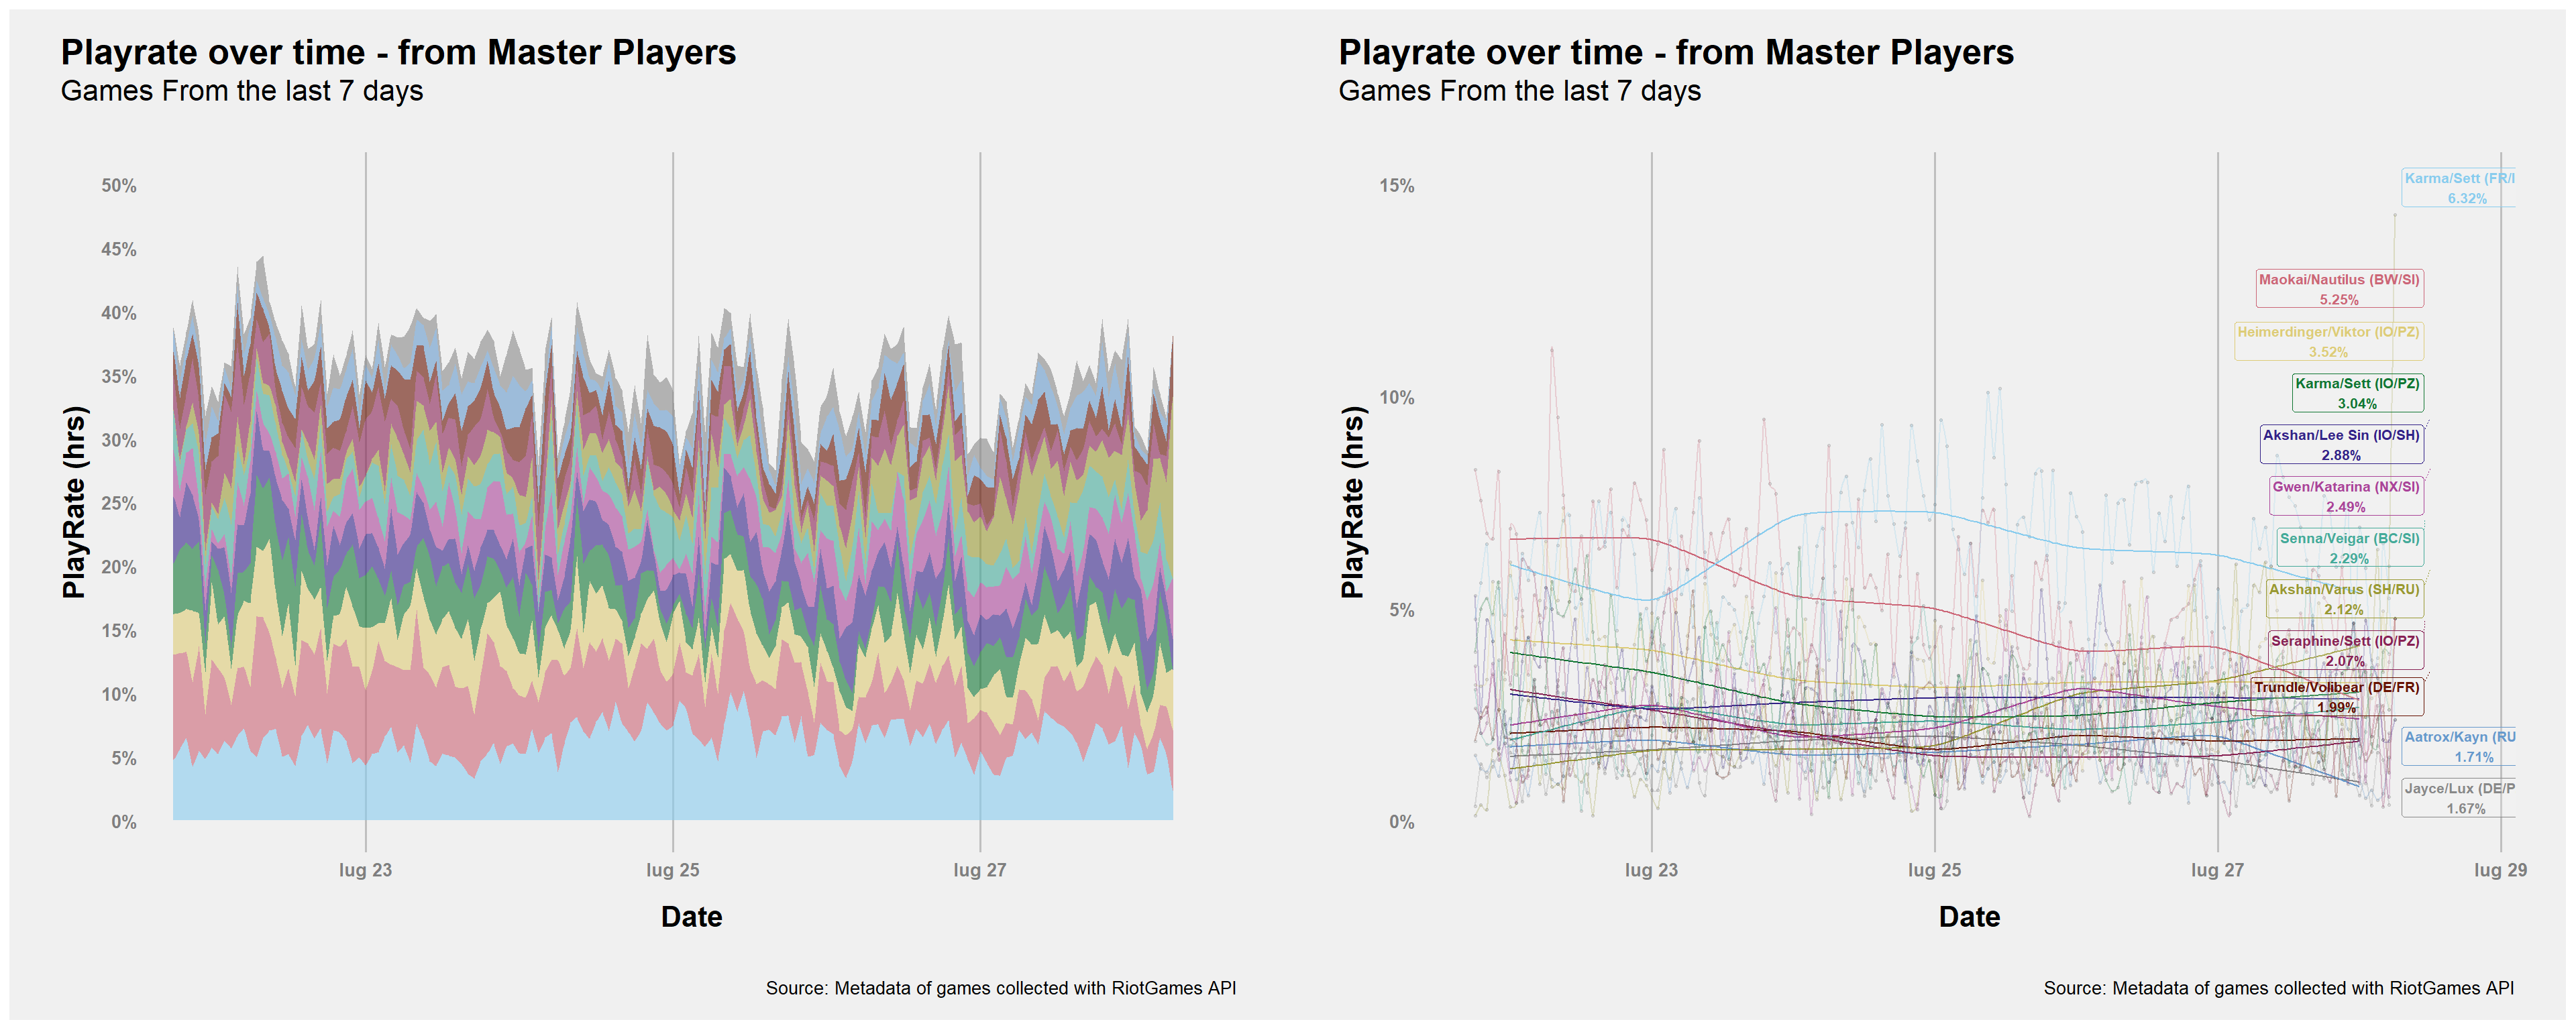 Playrate over time - from Master Players
Games From the last 7 days
50%
45%
40%
35%
30%
25%
20%
15%
10%
5%
0%
PlayRate (hrs)
lug 23
lug 25
lug 27
Date
Source: Metadata of games collected with RiotGames API
Playrate over time - from Master Players
Games From the last 7 days
15%
10%
5%
0%
PlayRate (hrs)
Karma/Sett (FR/I
6.32%
Maokai/Nautilus (BW/SI)
5.25%
Heimerdinger/Viktor (IO/PZ)
3.52%
Karma/Sett (IO/PZ)
3.04%
Akshan/Lee Sin (IO/SH)
2.88%
Gwen/Katarina (NX/SI)
2.49%
Senna/Veigar (BC/SI)
2.29%
Akshan/Varus (SH/RU)
2.12%
Seraphine/Sett (IO/PZ)
2.07%
Trundle/Volibear (DE/FR)
1.99%
Aatrox/Kayn (RU
1.71%
Jayce/Lux (DE/P
1.67%
lug 23
lug 25
lug 27
lug 29
Date
Source: Metadata of games collected with RiotGames API